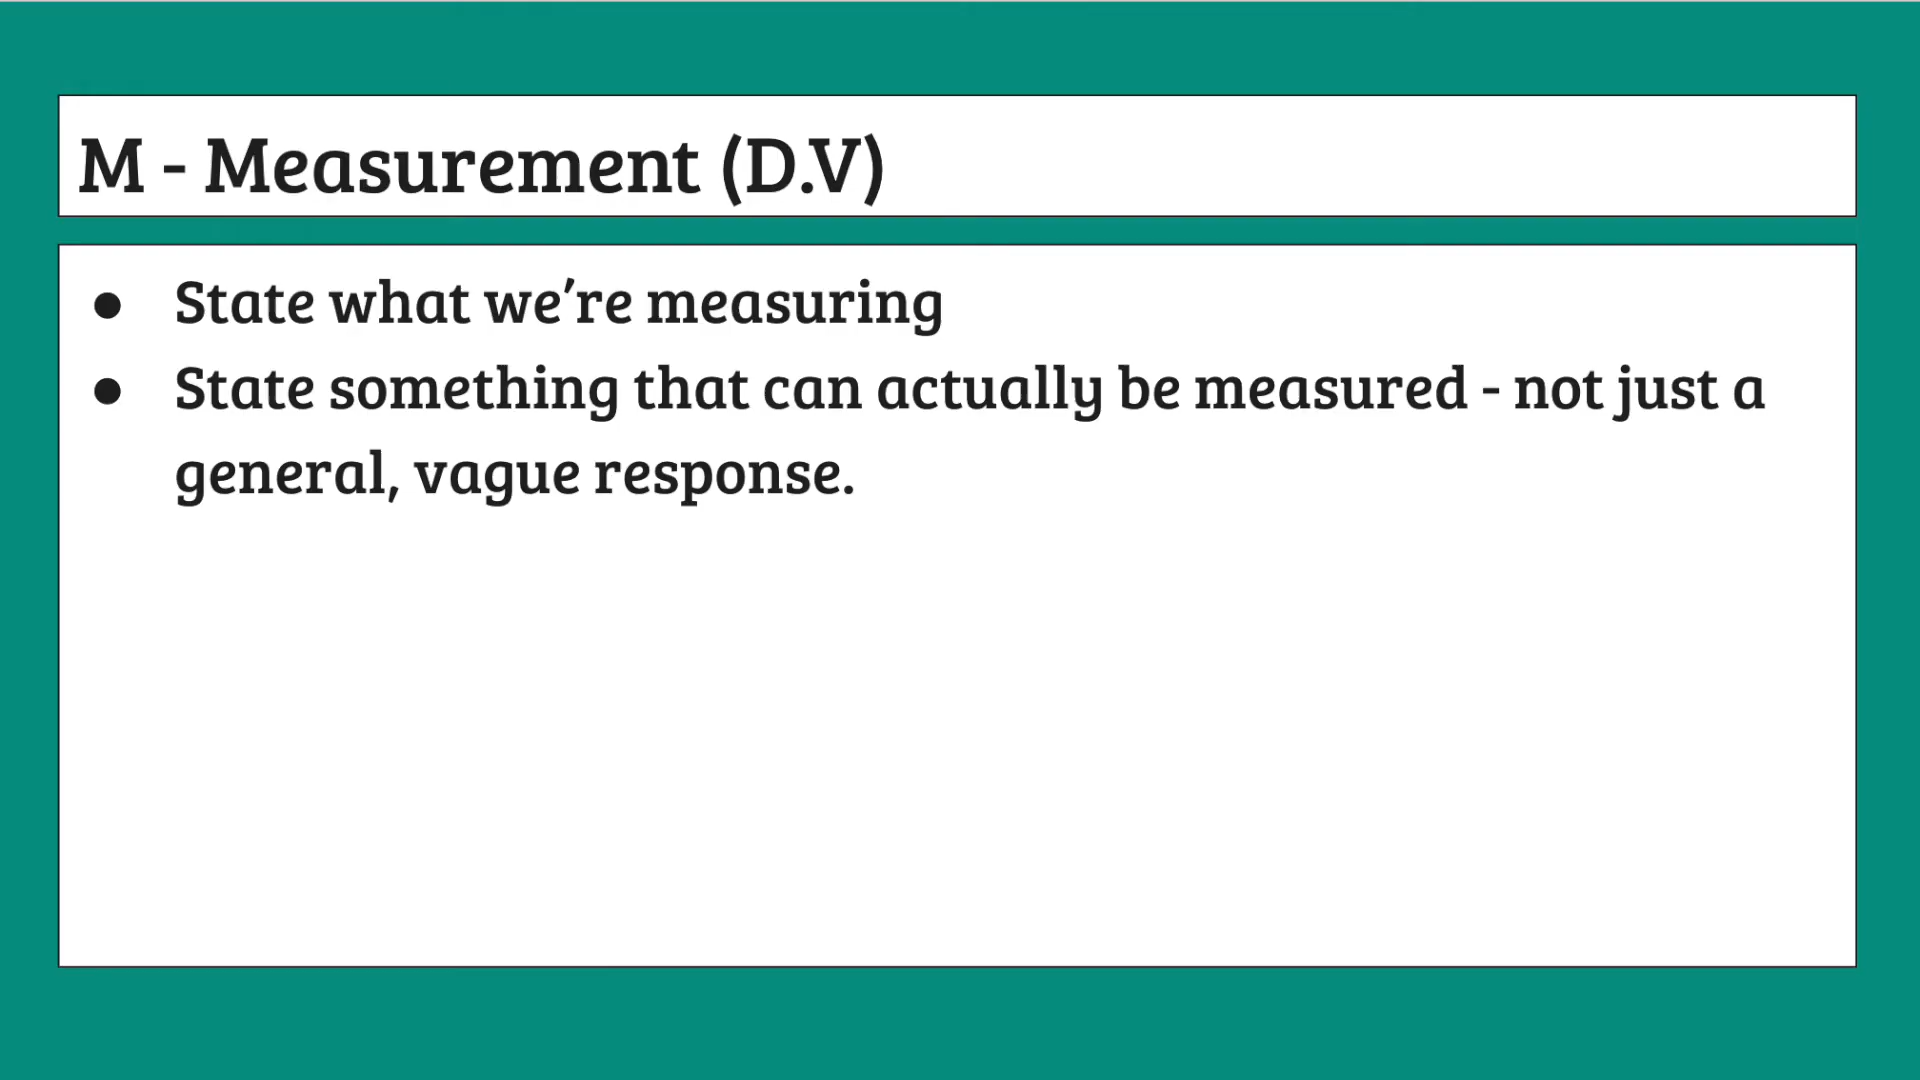 M - Measurement (D.V)
● State what we’re measuring
● State something that can actually be measured - not just a
general, vague response.